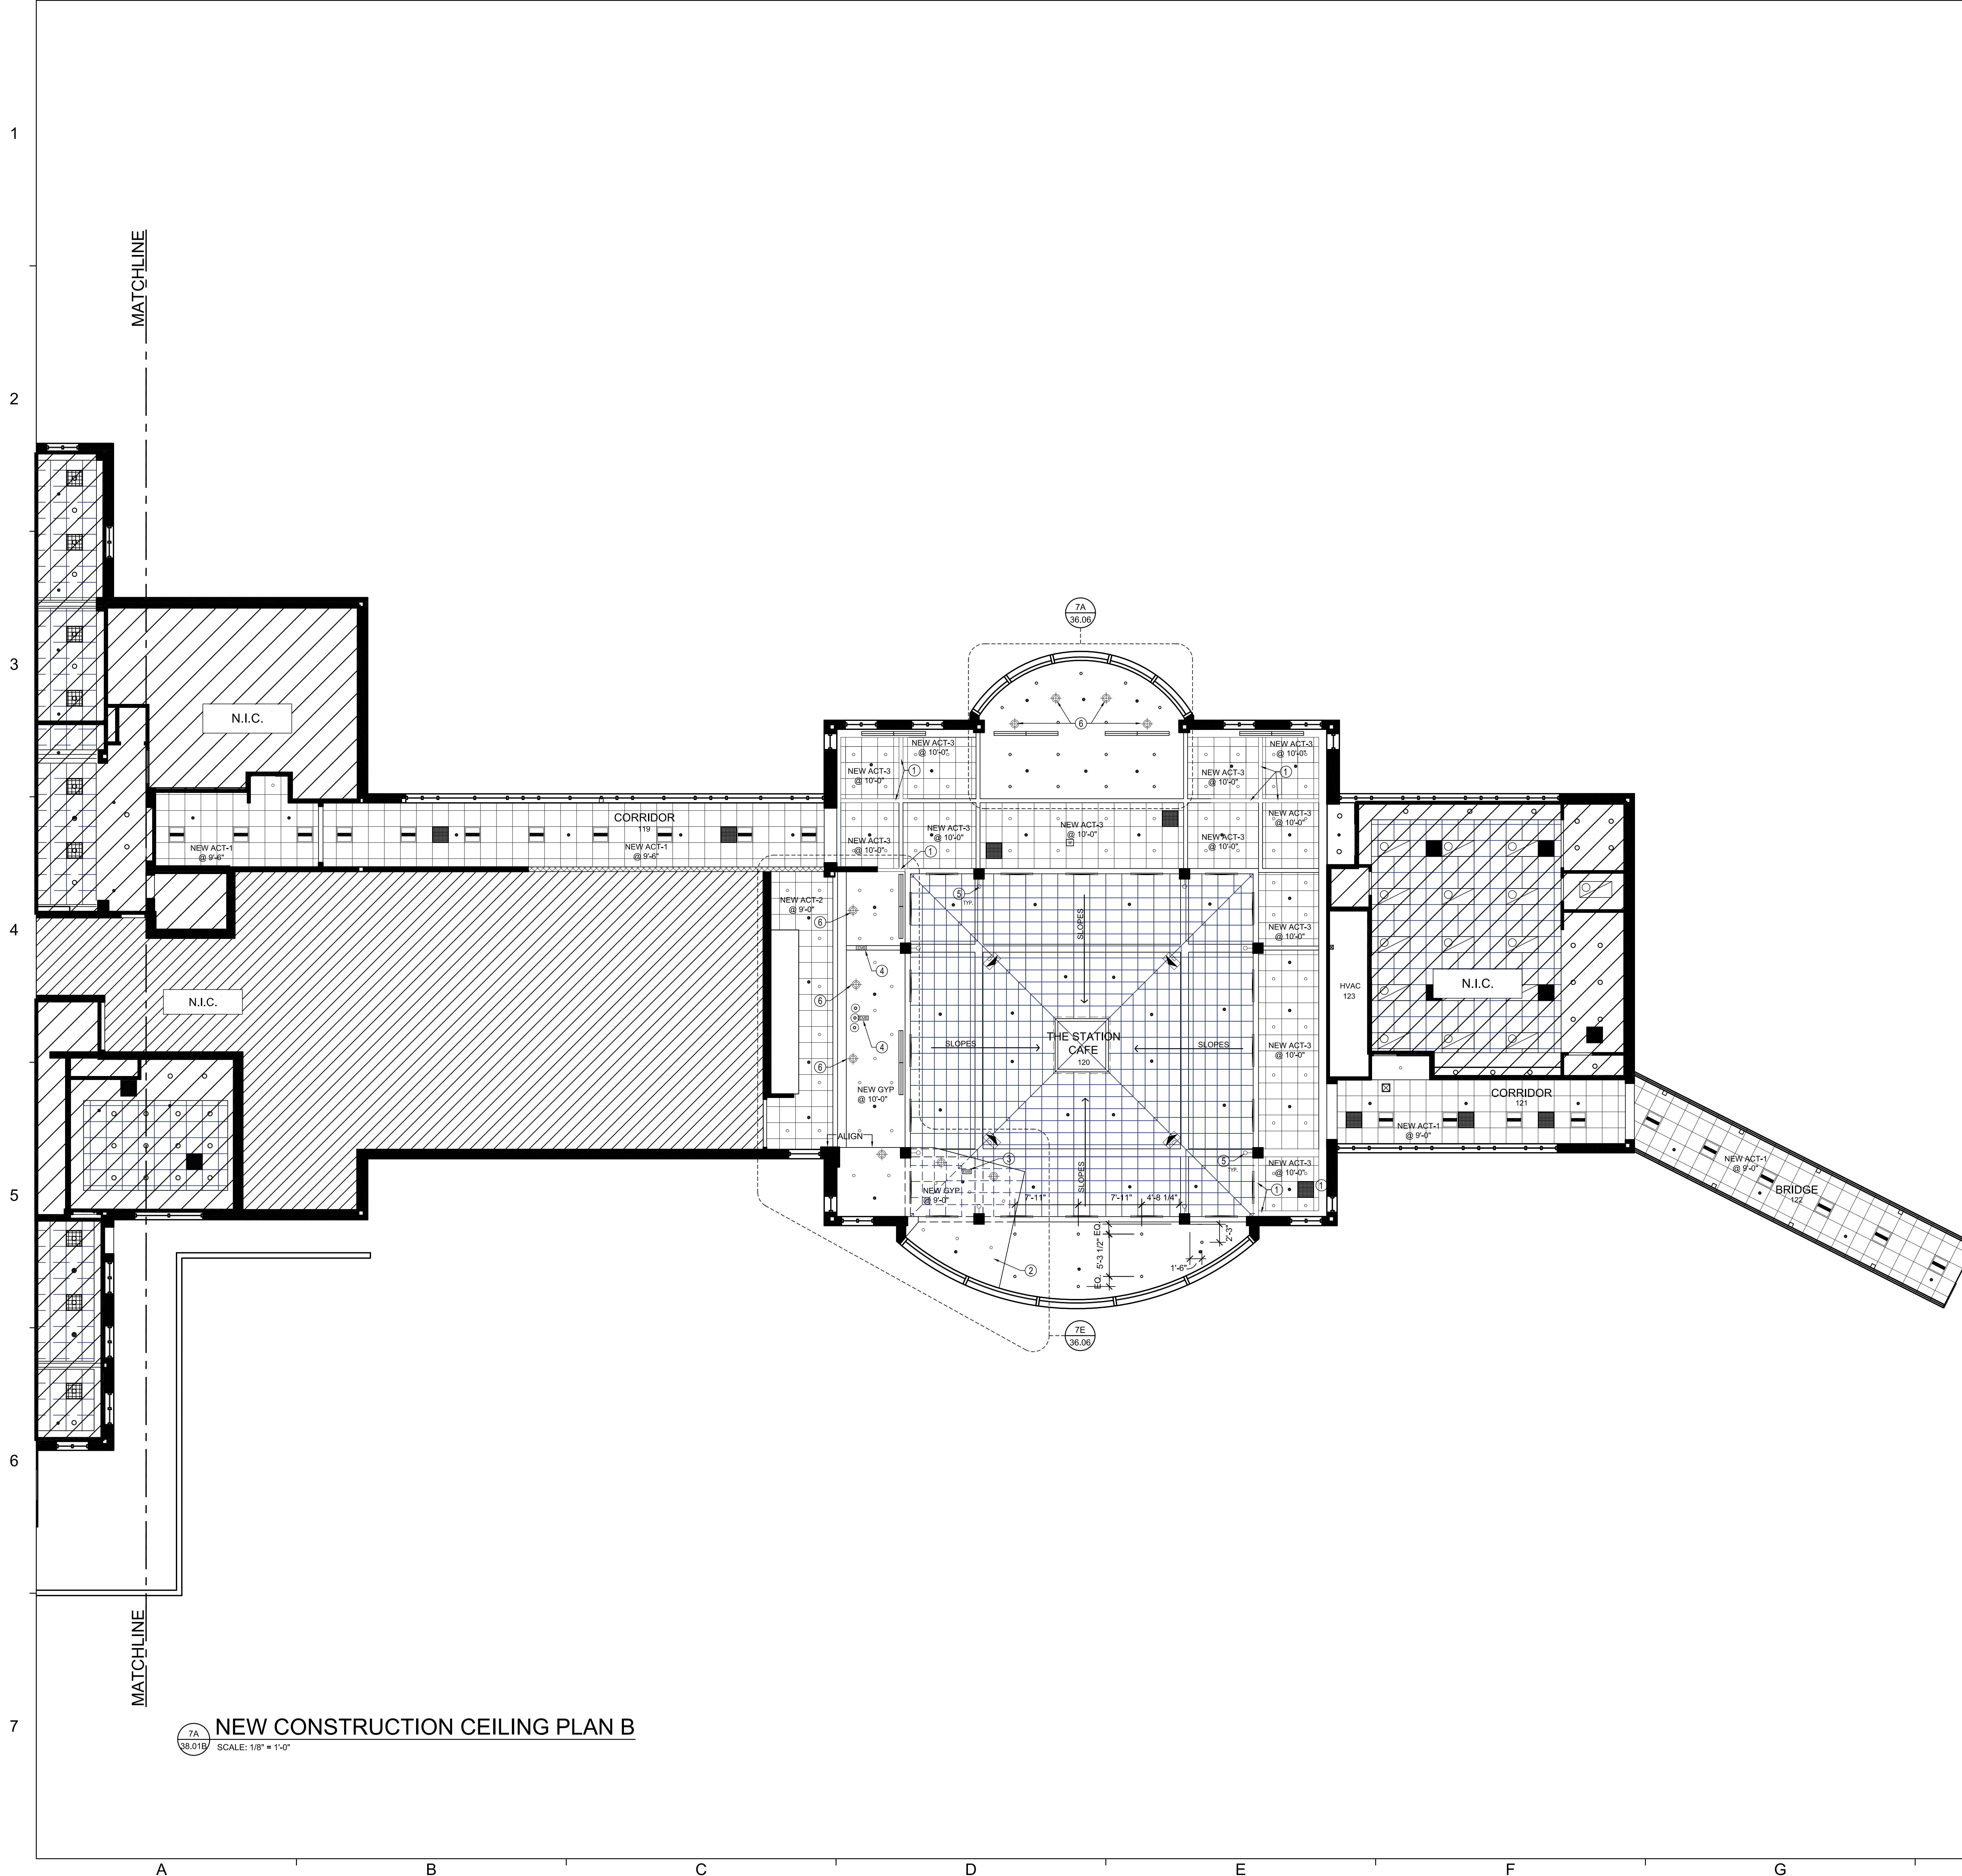 1
MATCHLINE
2
7A
36.06
3
N.I.C.
6
NEW ACT-3
@ 10'-0"
NEW ACT-3
@ 10'-0"
NEW ACT-3
@ 10'-0"
1
NEW ACT-3
@ 10'-0"
1
CORRIDOR
119
NEW ACT-1
@ 9'-6"
NEW ACT-1
@ 9'-6"
NEW ACT-3
@ 10'-0"
NEW ACT-3
@ 10'-0"
NEW ACT-3
@ 10'-0"
NEW ACT-3
@ 10'-0"
NEW ACT-3
@ 10'-0"
1
5
TYP.
NEW ACT-2
@ 9'-0"
6
4
SLOPES
NEW ACT-3
@ 10'-0"
4
N.I.C.
6
4
6
SLOPES
THE STATION
CAFE
120
SLOPES
NEW ACT-3
@ 10'-0"
HVAC
123
N.I.C.
NEW GYP
@ 10'-0"
CORRIDOR
121
NEW ACT-1
@ 9'-0"
ALIGN
3
5
TYP.
NEW ACT-3
@ 10'-0"
1
1
NEW ACT-1
@ 9'-0"
BRIDGE
122
5
NEW GYP
@ 9'-0"
7'-11"
SLOPES
7'-11"
4'-8 1/4"
EQ.
5'-3 1/2"
EQ.
2'-3"
1'-6"
2
7E
36.06
6
MATCHLINE
7
7A
38.01B
NEW CONSTRUCTION CEILING PLAN B
SCALE: 1/8" = 1'-0"
A B C D E F G